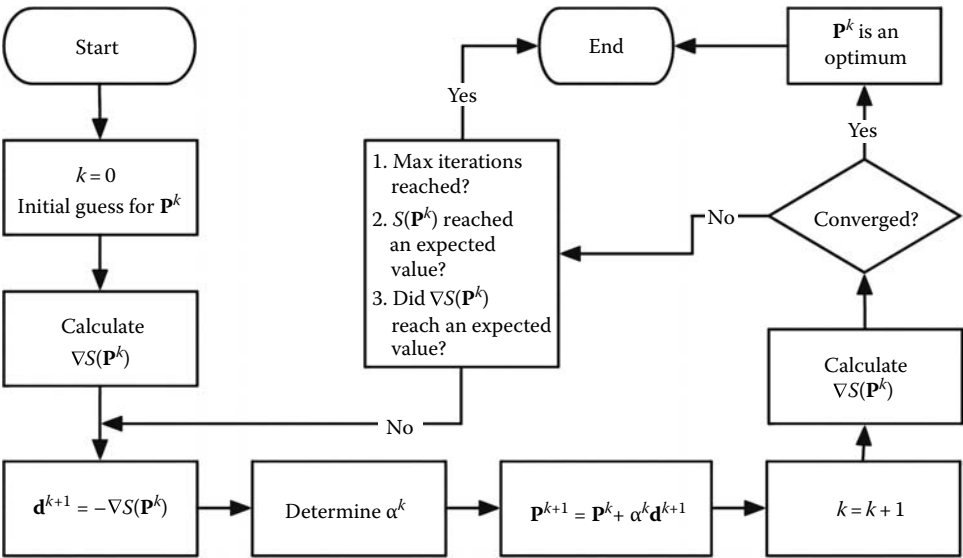 Start
k = 0
Initial guess for P^k
Calculate
∇S(P^k)
d^{k+1} = −∇S(P^k)
Determine α^k
P^{k+1} = P^k + α^k d^{k+1}
k = k + 1
Calculate
∇S(P^k)
Converged?
Yes
P^k is an
optimum
End
No
1. Max iterations
reached?
2. S(P^k) reached
an expected
value?
3. Did ∇S(P^k)
reach an expected
value?
Yes
No